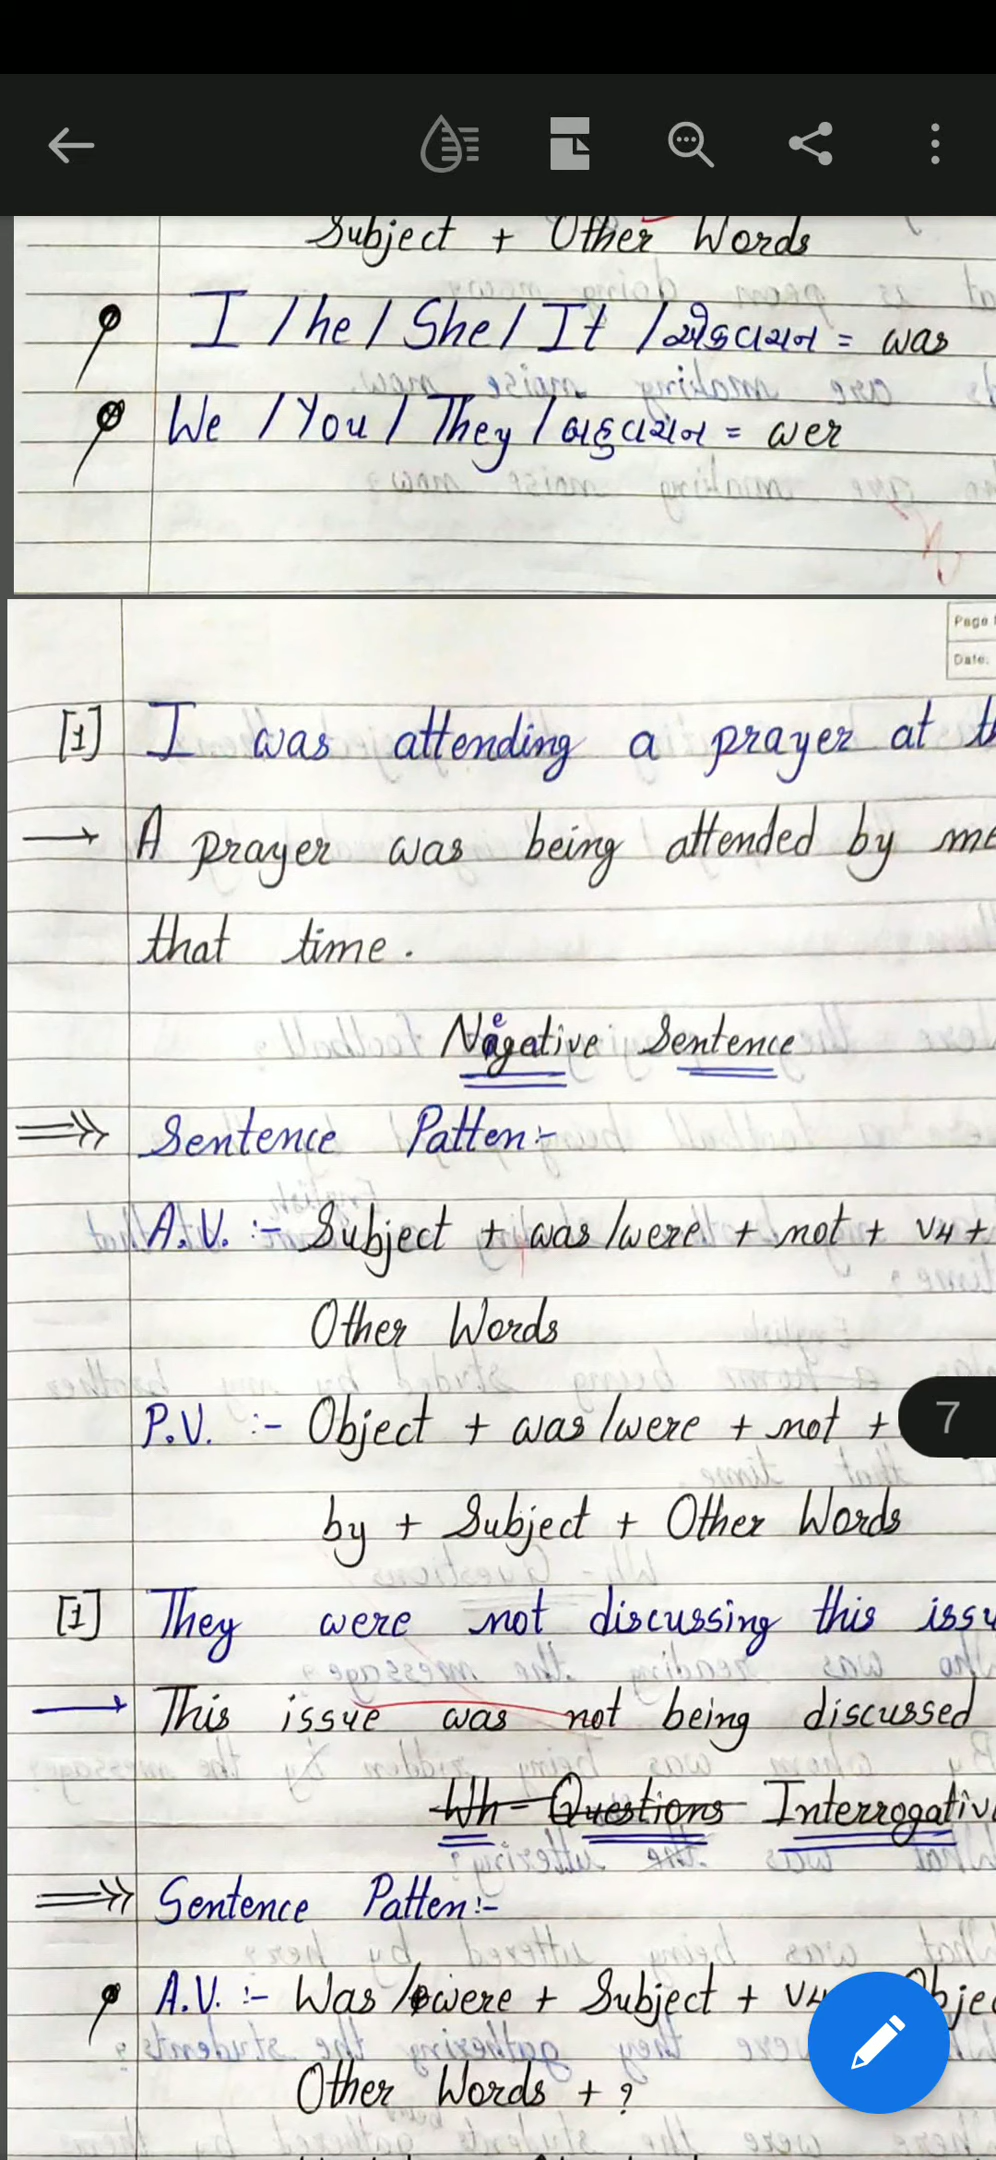 Subject + Other Words
I / he / She / It / એકવચન = was
We / You / They / બહુવચન = wer
Page
Date:
[1] I was attending a prayer at th
→ A prayer was being attended by me
that time.
Negative Sentence
⇒ Sentence Patten:-
A.V. :- Subject + was/were + not + v4 +
Other Words
P.V. :- Object + was/were + not +
7
by + Subject + Other Words
[1] They were not discussing this issu
→ This issue was not being discussed
Wh- Questions Interrogativ
⇒ Sentence Patten:-
A.V. :- Was /were + Subject + v4 Objec
Other Words + ?